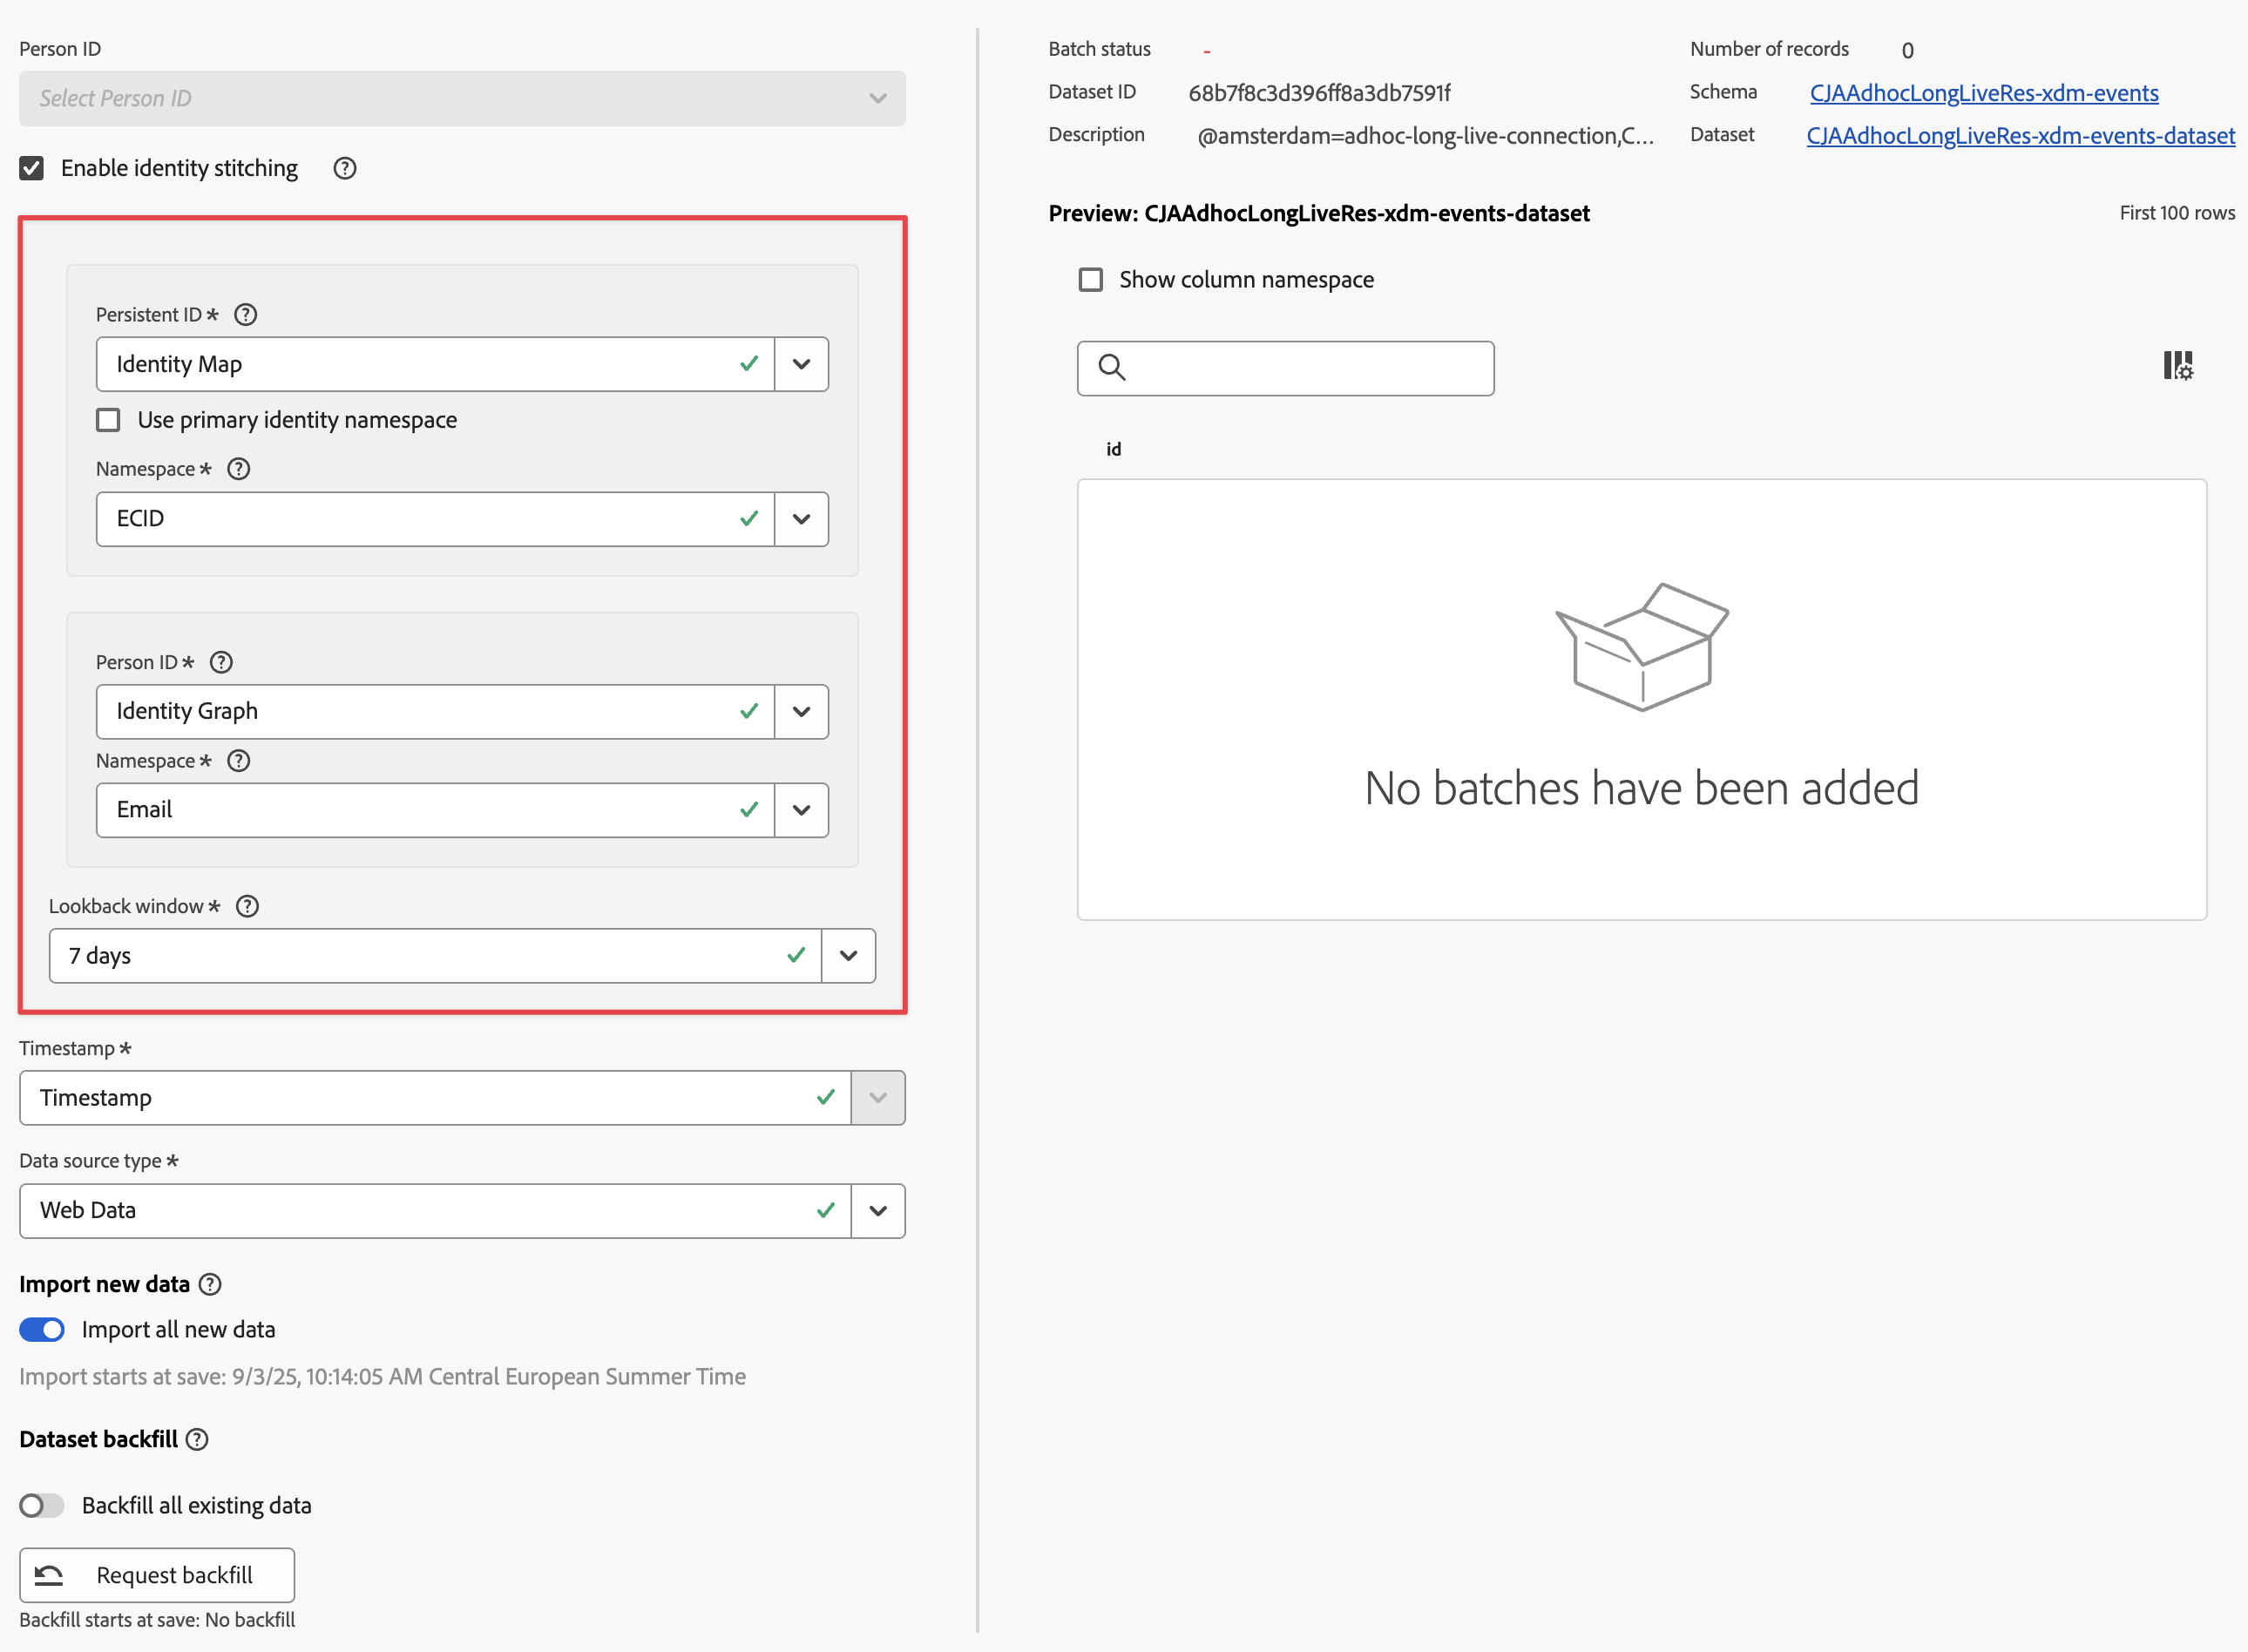 Person ID
Select Person ID
Enable identity stitching
Persistent ID *
Identity Map
Use primary identity namespace
Namespace *
ECID
Person ID *
Identity Graph
Namespace *
Email
Lookback window *
7 days
Timestamp *
Timestamp
Data source type *
Web Data
Import new data
Import all new data
Import starts at save: 9/3/25, 10:14:05 AM Central European Summer Time
Dataset backfill
Backfill all existing data
Request backfill
Backfill starts at save: No backfill
Batch status -
Number of records 0
Dataset ID 68b7f8c3d396ff8a3db7591f
Schema CJAAdhocLongLiveRes-xdm-events
Description @amsterdam=adhoc-long-live-connection,C...
Dataset CJAAdhocLongLiveRes-xdm-events-dataset
Preview: CJAAdhocLongLiveRes-xdm-events-dataset
First 100 rows
Show column namespace
id
No batches have been added